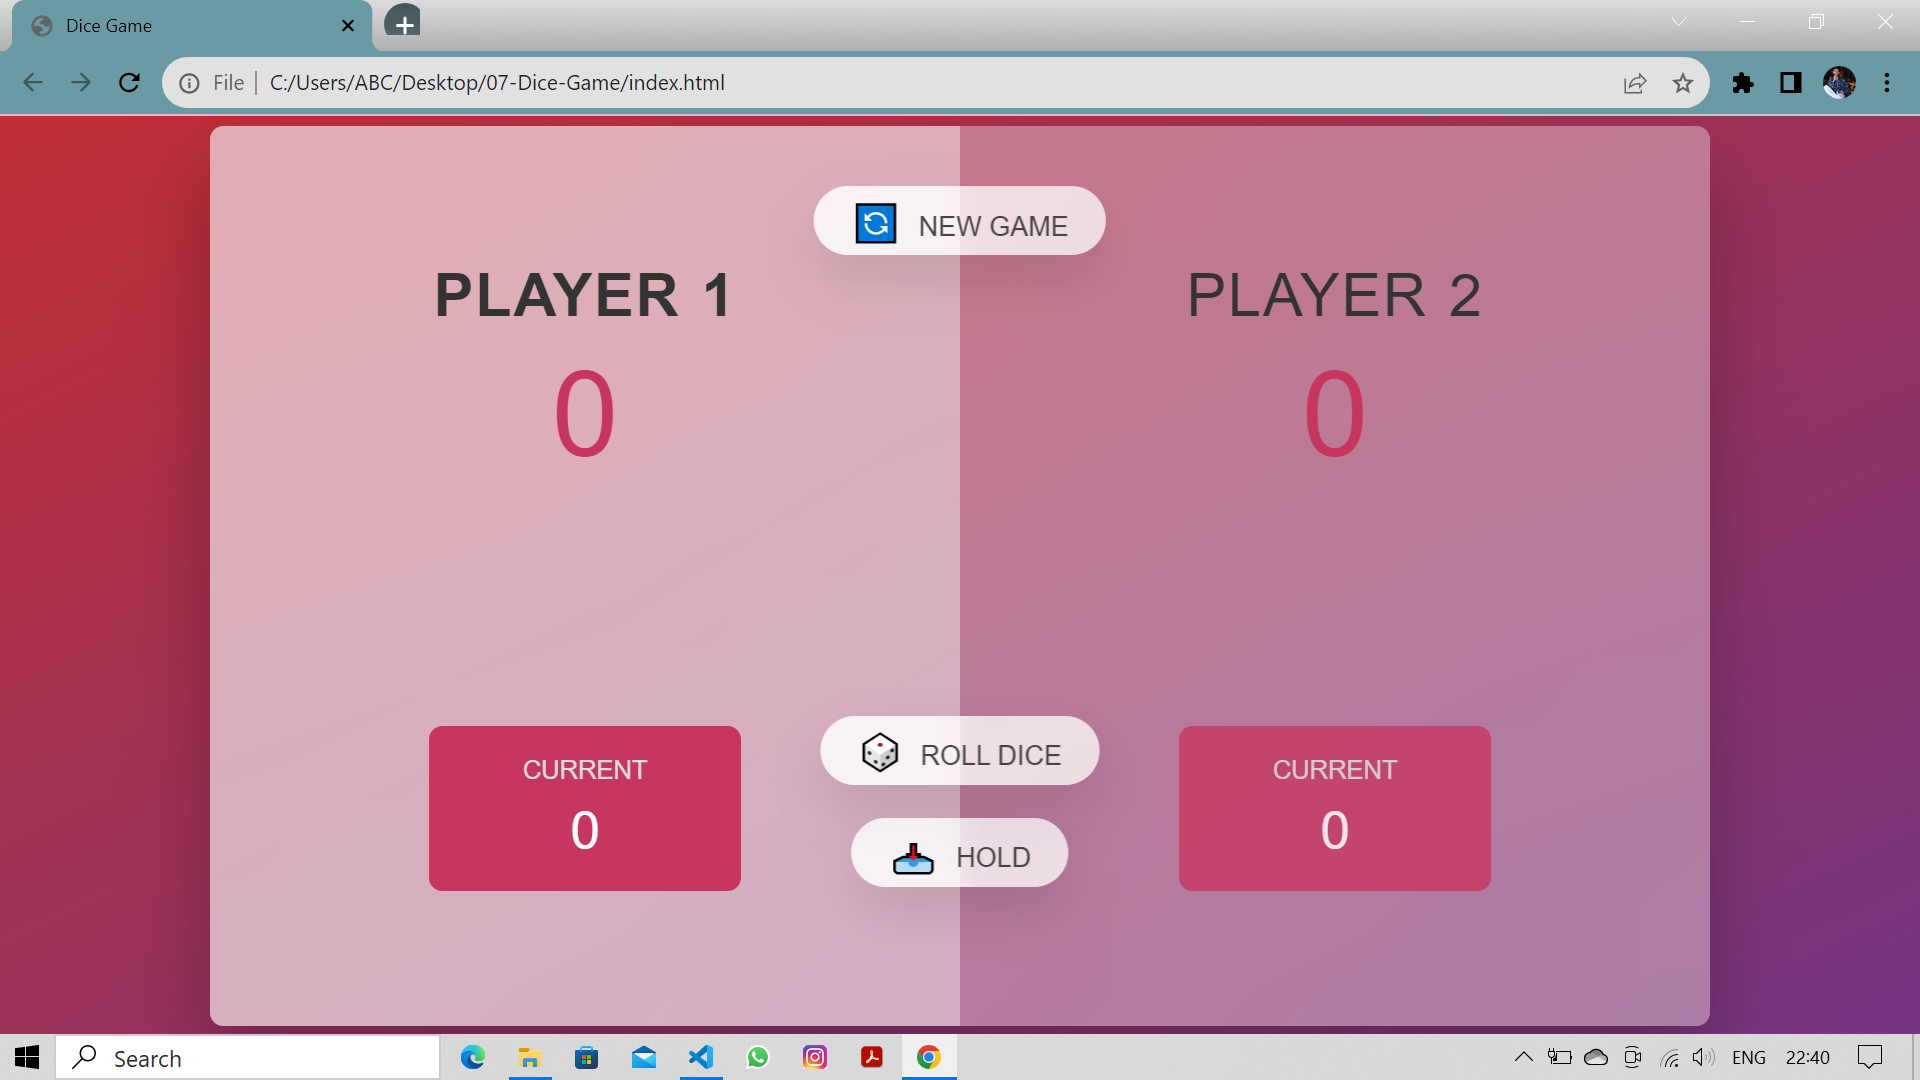 Dice Game
File
C:/Users/ABC/Desktop/07-Dice-Game/index.html
NEW GAME
PLAYER 1
0
PLAYER 2
0
ROLL DICE
HOLD
CURRENT
0
CURRENT
0
Search
ENG
22:40